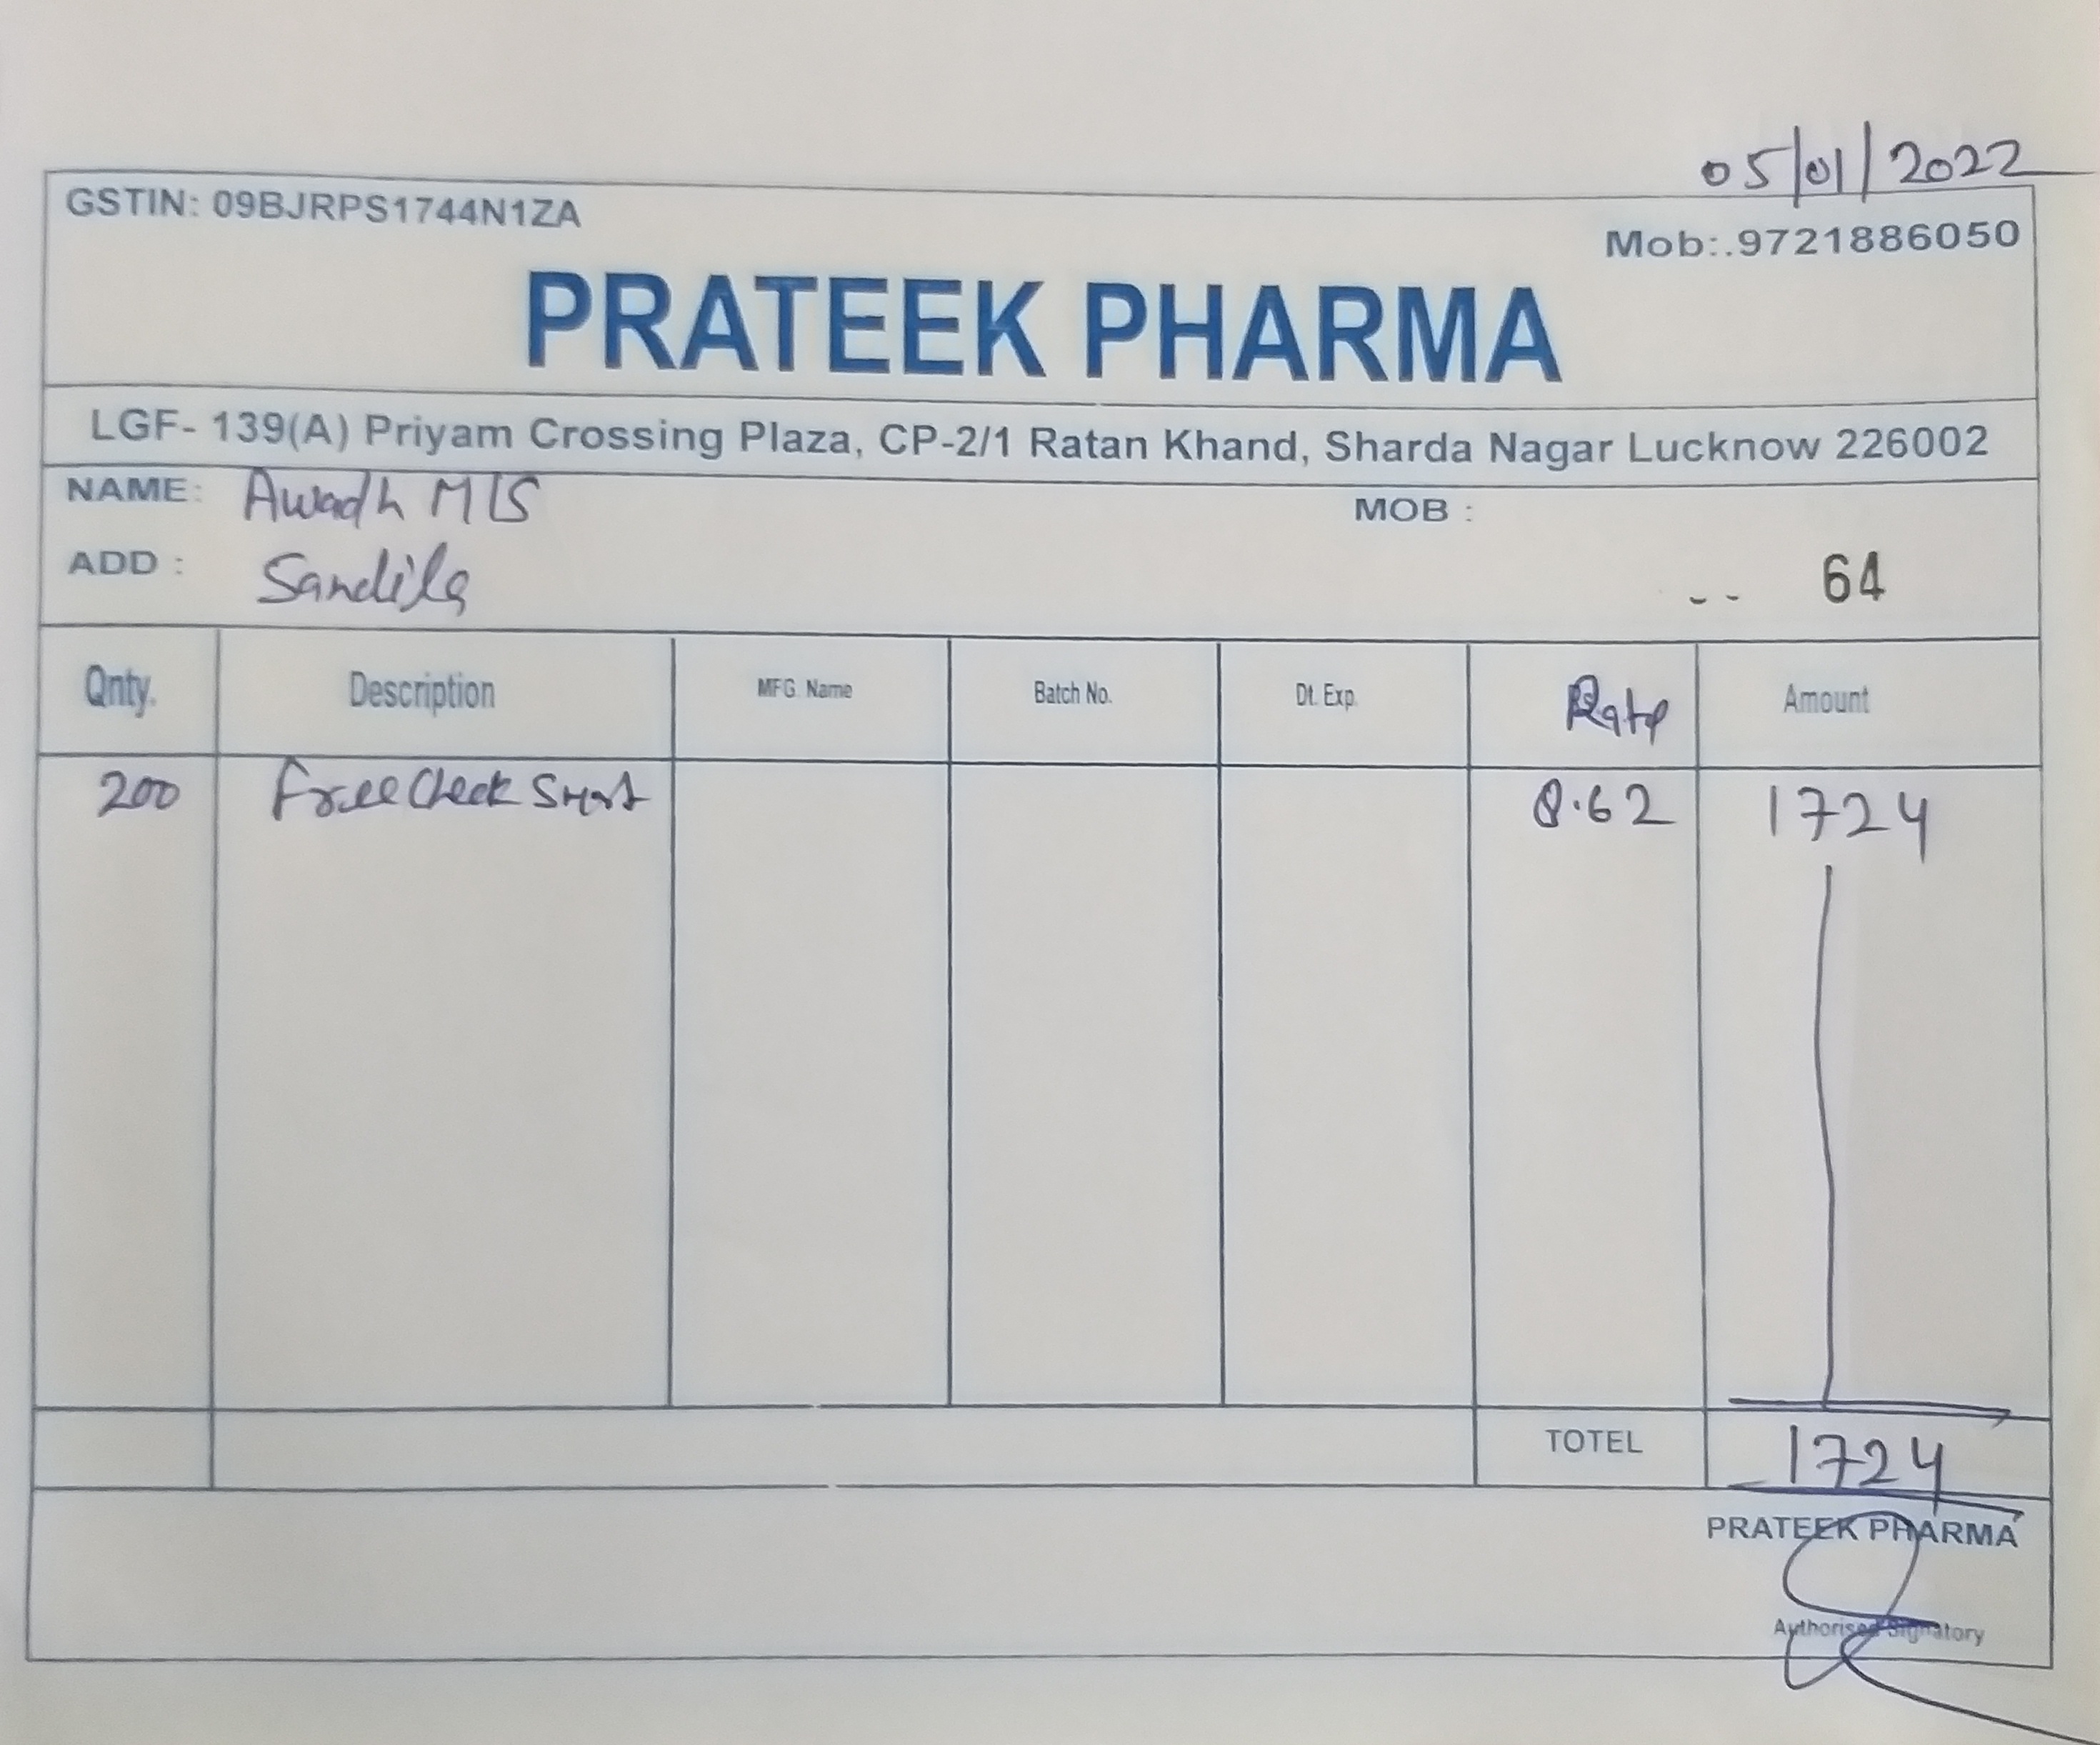 05/01/2022
GSTIN: 09BJRPS1744N1ZA
Mob:.9721886050
PRATEEK PHARMA
LGF- 139(A) Priyam Crossing Plaza, CP-2/1 Ratan Khand, Sharda Nagar Lucknow 226002
NAME: Awadh M/S MOB :
ADD : Sandila 64
Qnty. Description MFG. Name Batch No. Dt. Exp. Rate Amount
200 Free Check 8.62 1724
TOTEL 1724
PRATEEK PHARMA
Authorised Signatory